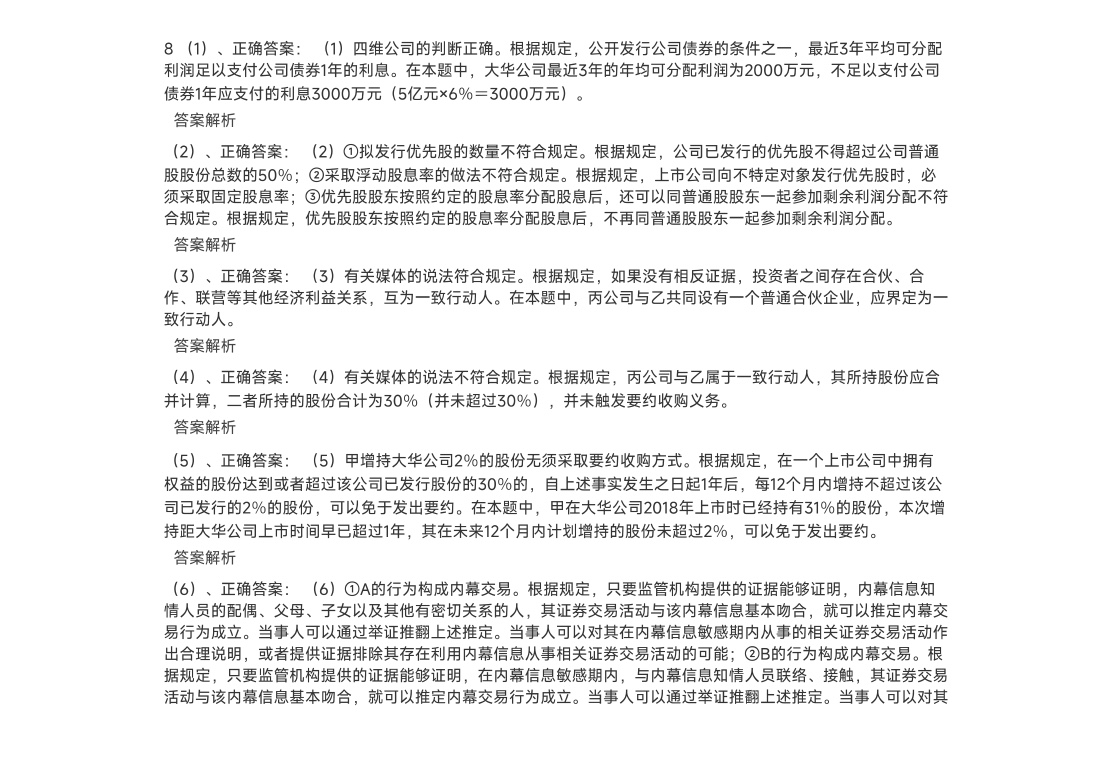 8 （1）、正确答案： （1）四维公司的判断正确。根据规定，公开发行公司债券的条件之一，最近3年平均可分配
利润足以支付公司债券1年的利息。在本题中，大华公司最近3年的年均可分配利润为2000万元，不足以支付公司
债券1年应支付的利息3000万元（5亿元×6%＝3000万元）。
答案解析
（2）、正确答案： （2）①拟发行优先股的数量不符合规定。根据规定，公司已发行的优先股不得超过公司普通
股股份总数的50%；②采取浮动股息率的做法不符合规定。根据规定，上市公司向不特定对象发行优先股时，必
须采取固定股息率；③优先股股东按照约定的股息率分配股息后，还可以同普通股股东一起参加剩余利润分配不符
合规定。根据规定，优先股股东按照约定的股息率分配股息后，不再同普通股股东一起参加剩余利润分配。
答案解析
（3）、正确答案： （3）有关媒体的说法符合规定。根据规定，如果没有相反证据，投资者之间存在合伙、合
作、联营等其他经济利益关系，互为一致行动人。在本题中，丙公司与乙共同设有一个普通合伙企业，应界定为一
致行动人。
答案解析
（4）、正确答案： （4）有关媒体的说法不符合规定。根据规定，丙公司与乙属于一致行动人，其所持股份应合
并计算，二者所持的股份合计为30%（并未超过30%），并未触发要约收购义务。
答案解析
（5）、正确答案： （5）甲增持大华公司2%的股份无须采取要约收购方式。根据规定，在一个上市公司中拥有
权益的股份达到或者超过该公司已发行股份的30%的，自上述事实发生之日起1年后，每12个月内增持不超过该公
司已发行的2%的股份，可以免于发出要约。在本题中，甲在大华公司2018年上市时已经持有31%的股份，本次增
持距大华公司上市时间早已超过1年，其在未来12个月内计划增持的股份未超过2%，可以免于发出要约。
答案解析
（6）、正确答案： （6）①A的行为构成内幕交易。根据规定，只要监管机构提供的证据能够证明，内幕信息知
情人员的配偶、父母、子女以及其他有密切关系的人，其证券交易活动与该内幕信息基本吻合，就可以推定内幕交
易行为成立。当事人可以通过举证推翻上述推定。当事人可以对其在内幕信息敏感期内从事的相关证券交易活动作
出合理说明，或者提供证据排除其存在利用内幕信息从事相关证券交易活动的可能；②B的行为构成内幕交易。根
据规定，只要监管机构提供的证据能够证明，在内幕信息敏感期内，与内幕信息知情人员联络、接触，其证券交易
活动与该内幕信息基本吻合，就可以推定内幕交易行为成立。当事人可以通过举证推翻上述推定。当事人可以对其